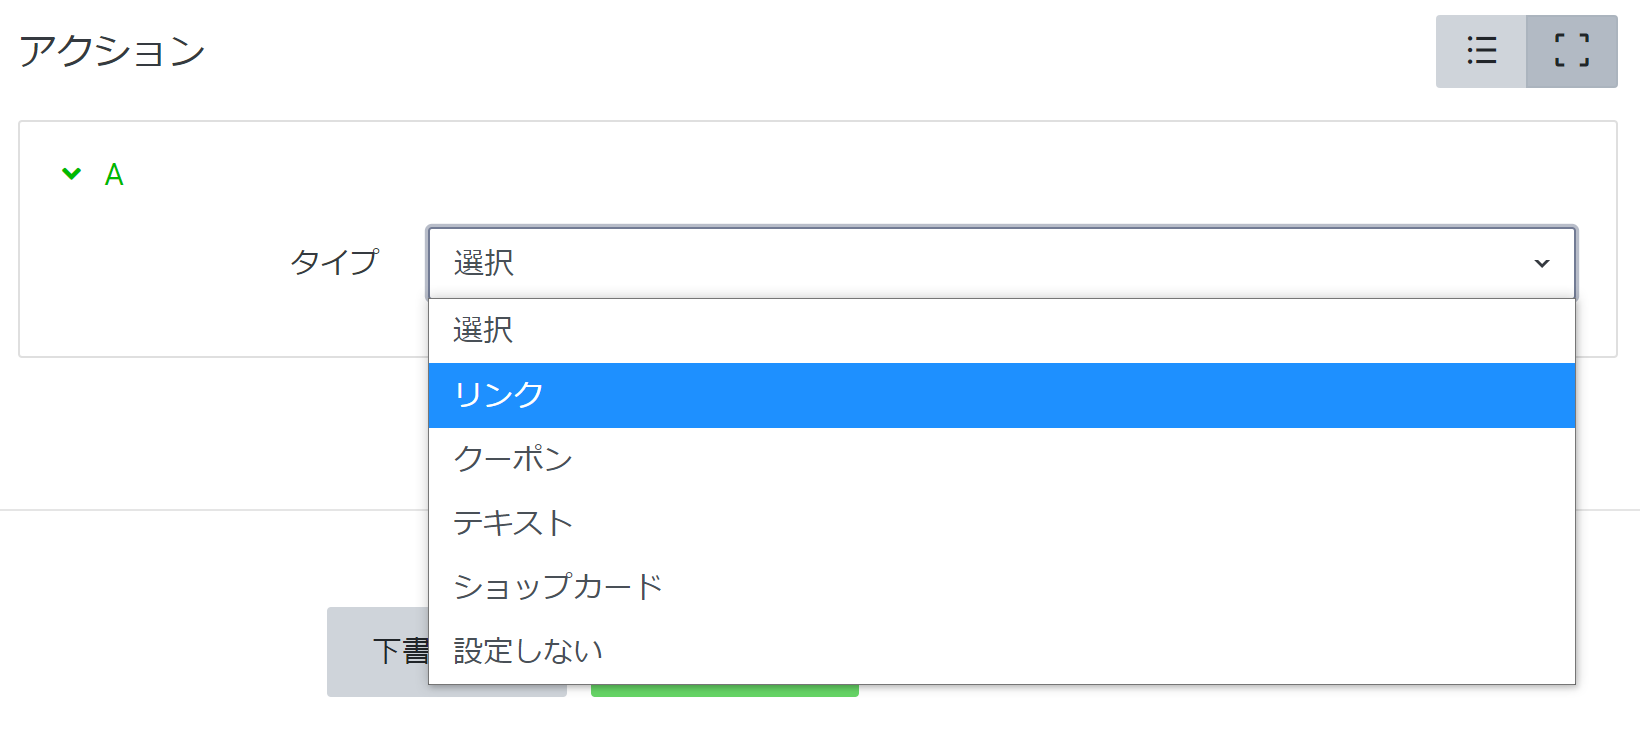 アクション
A
タイプ
選択
選択
リンク
クーポン
テキスト
ショップカード
設定しない
下書